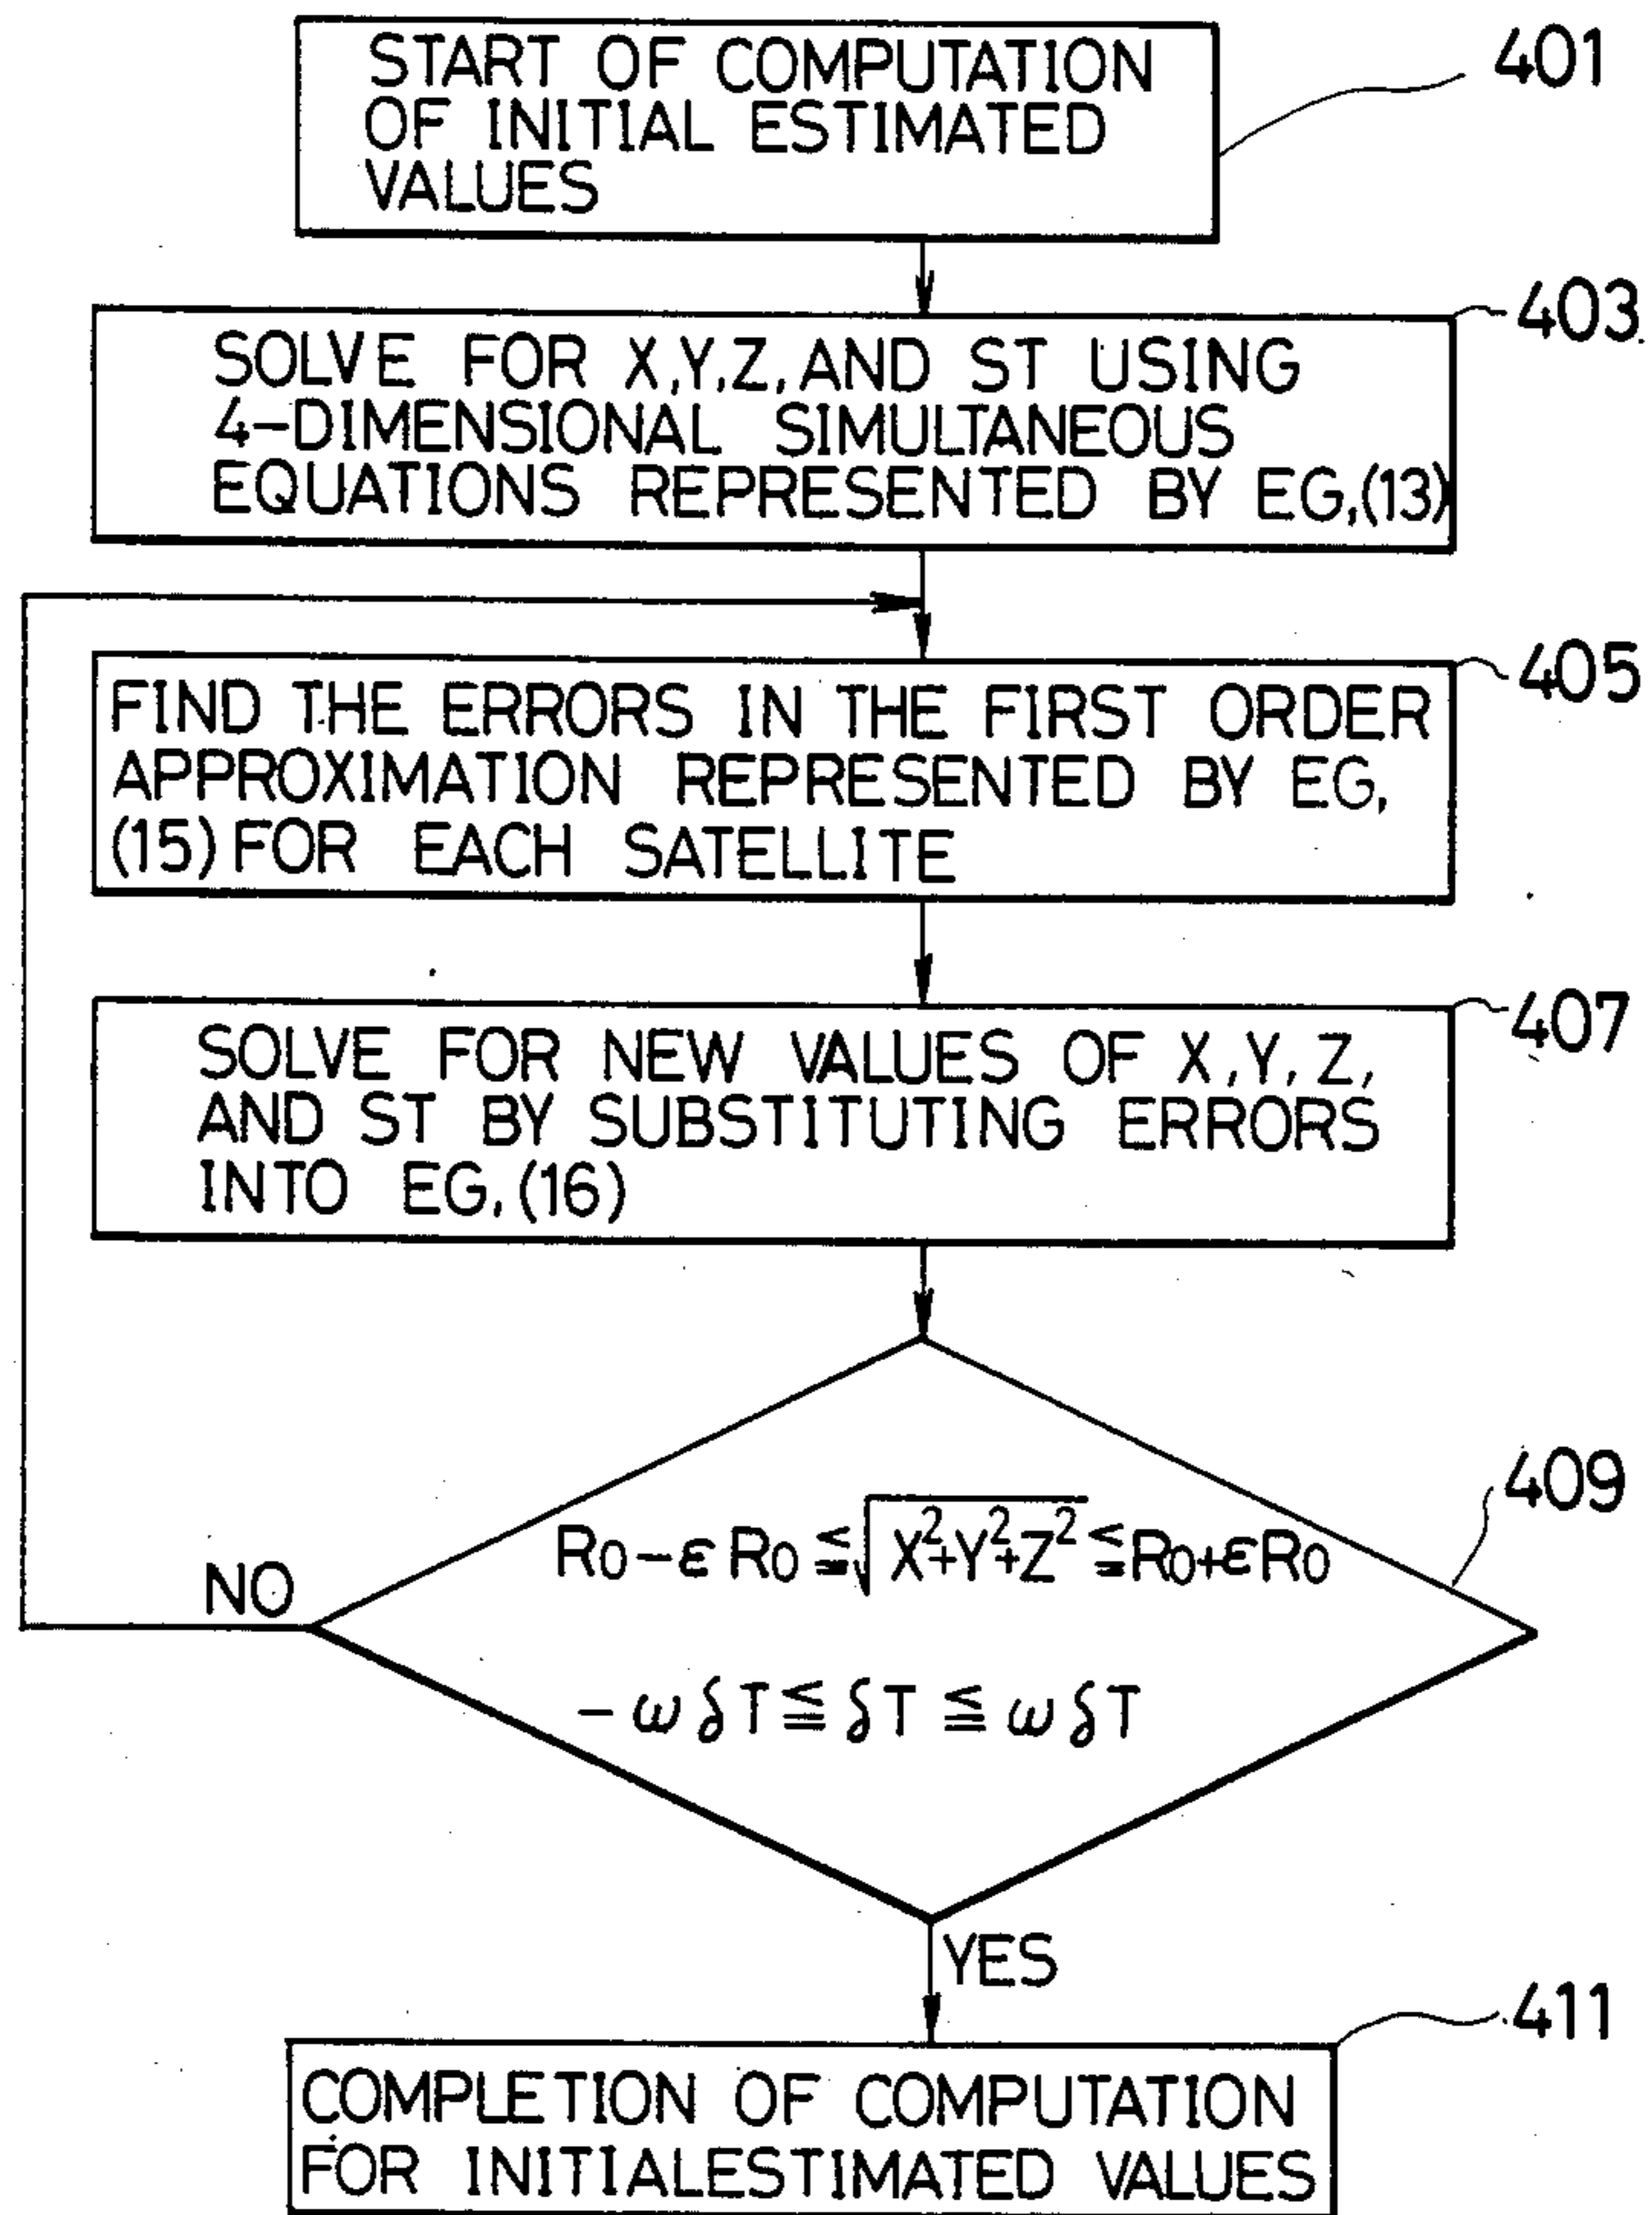 START OF COMPUTATION
OF INITIAL ESTIMATED
VALUES
401
SOLVE FOR X,Y,Z, AND ST USING
4-DIMENSIONAL SIMULTANEOUS
EQUATIONS REPRESENTED BY EG,(13)
403
FIND THE ERRORS IN THE FIRST ORDER
APPROXIMATION REPRESENTED BY EG,
(15) FOR EACH SATELLITE
405
SOLVE FOR NEW VALUES OF X,Y,Z,
AND ST BY SUBSTITUTING ERRORS
INTO EG,(16)
407
R0-εR0≦√X²+Y²+Z²≦R0+εR0
-ωδT≦δT≦ωδT
409
NO
YES
COMPLETION OF COMPUTATION
FOR INITIALESTIMATED VALUES
411